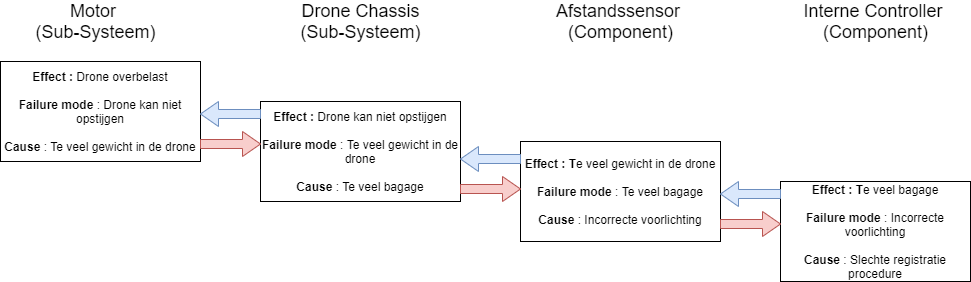 Motor
(Sub-Systeem)
Drone Chassis
(Sub-Systeem)
Afstandssensor
(Component)
Interne Controller
(Component)
Effect : Drone overbelast
Failure mode : Drone kan niet
opstijgen
Cause : Te veel gewicht in de drone
Effect : Drone kan niet opstijgen
Failure mode : Te veel gewicht in de
drone
Cause : Te veel bagage
Effect : Te veel gewicht in de drone
Failure mode : Te veel bagage
Cause : Incorrecte voorlichting
Effect : Te veel bagage
Failure mode : Incorrecte
voorlichting
Cause : Slechte registratie
procedure